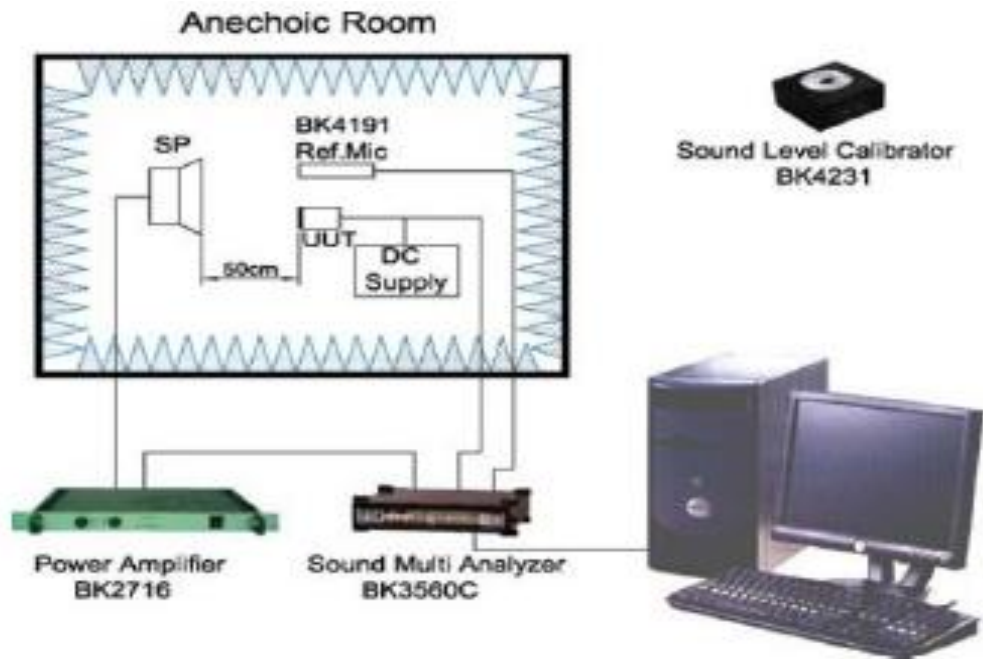 Anechoic Room
SP
BK4191
Ref.Mic
UUT
50cm
DC
Supply
Sound Level Calibrator
BK4231
Power Amplifier
BK2716
Sound Multi Analyzer
BK3560C